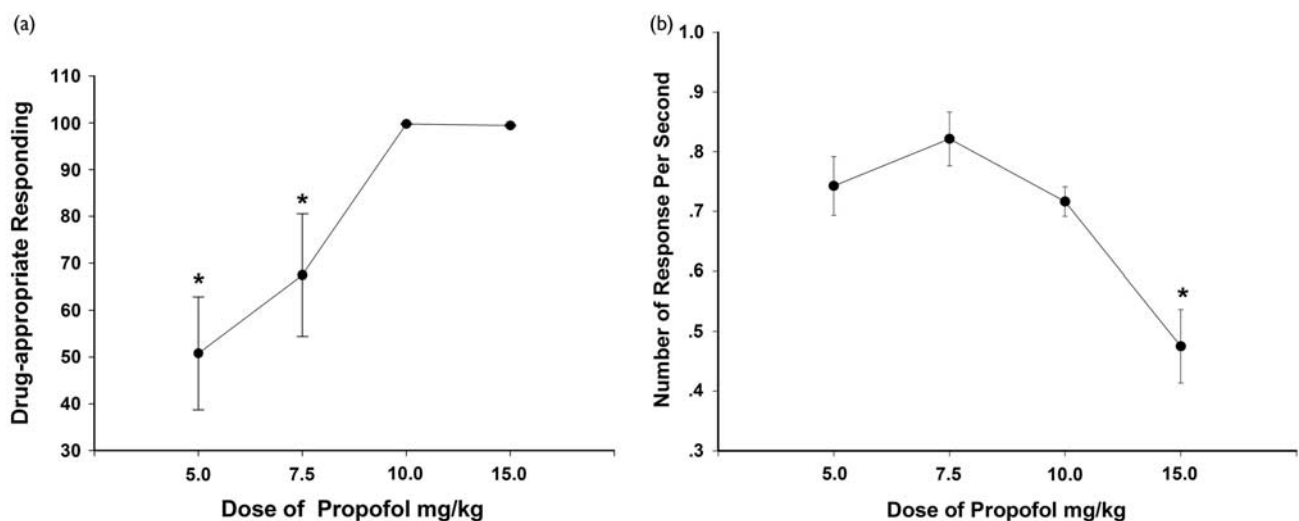 (a)
110
100
90
80
70
60
50
40
30
Drug-appropriate Responding
*
*
5.0 7.5 10.0 15.0
Dose of Propofol mg/kg
(b)
1.0
.9
.8
.7
.6
.5
.4
.3
Number of Response Per Second
*
5.0 7.5 10.0 15.0
Dose of Propofol mg/kg